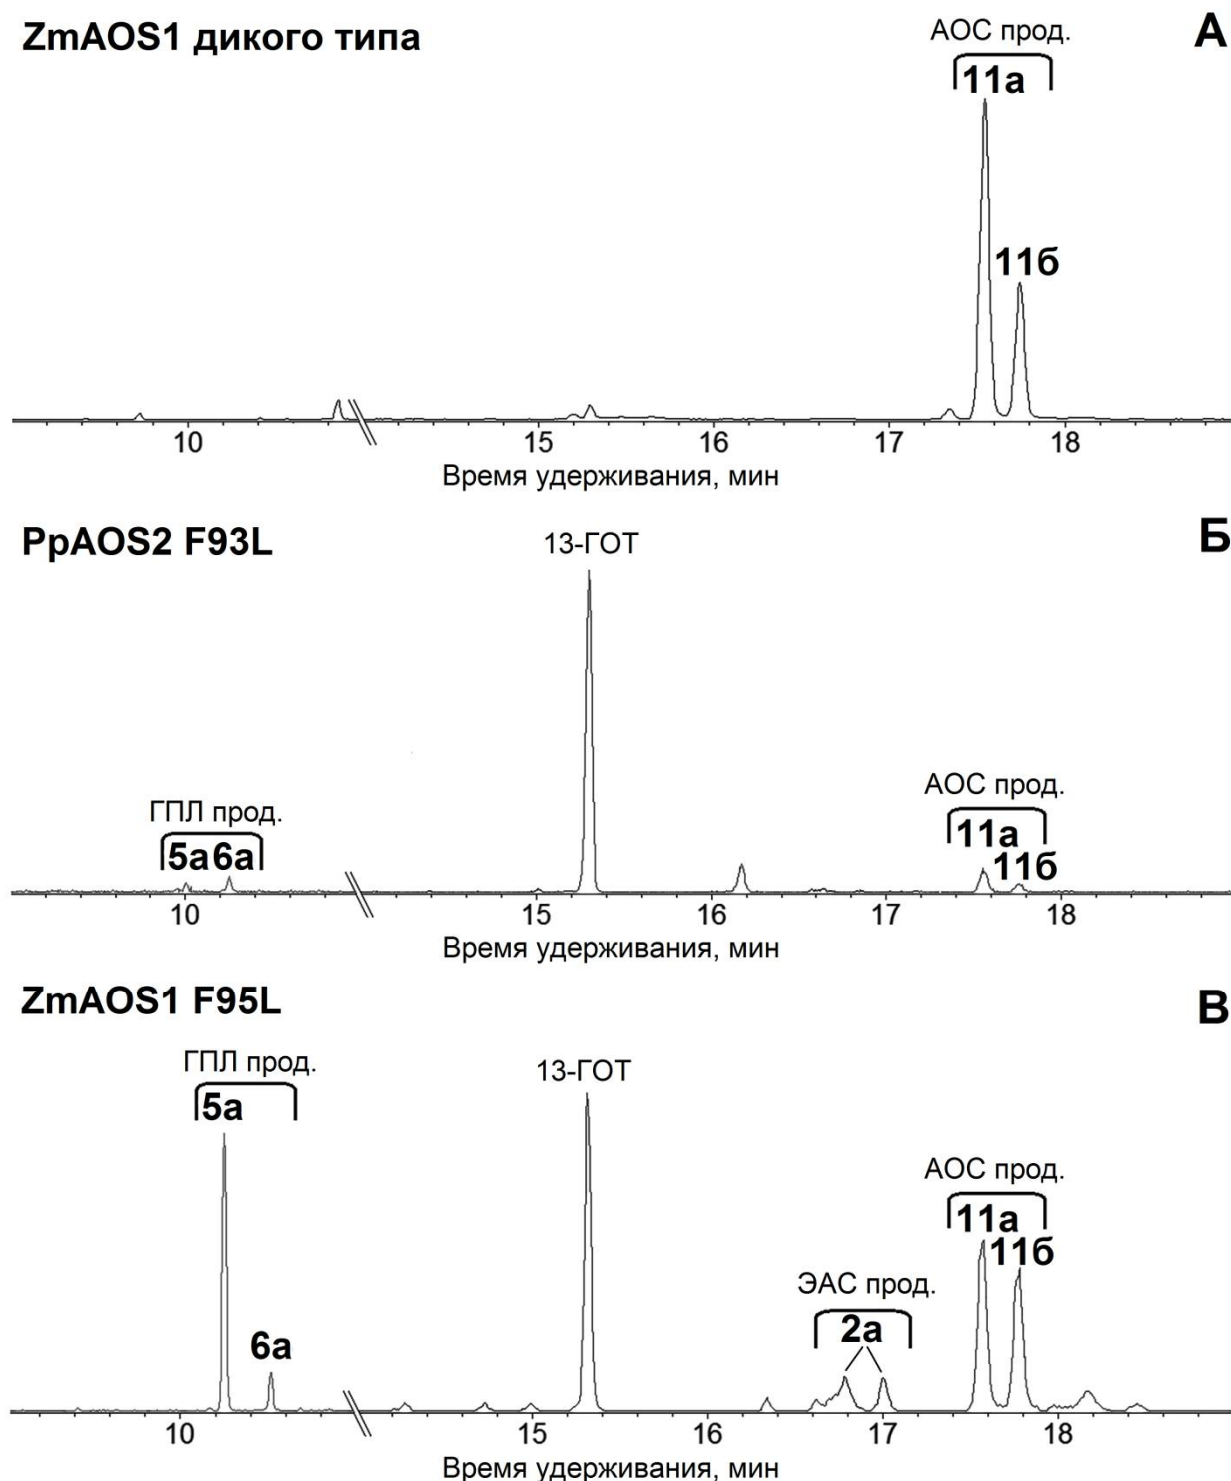 ZmAOS1 дикого типа
А
АОС прод.
11а
11б
10 15 16 17 18
Время удерживания, мин
PpAOS2 F93L
Б
13-ГОТ
ГПЛ прод.
5а 6а
АОС прод.
11а
11б
10 15 16 17 18
Время удерживания, мин
ZmAOS1 F95L
В
ГПЛ прод.
5а
6а
13-ГОТ
ЭАС прод.
2а
АОС прод.
11а
11б
10 15 16 17 18
Время удерживания, мин